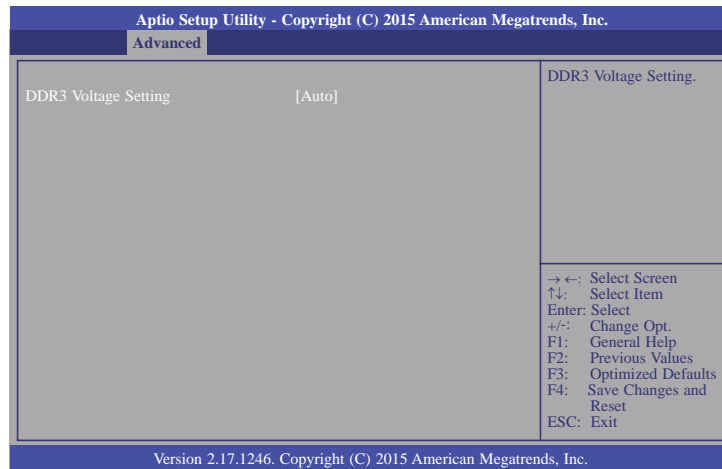 Aptio Setup Utility - Copyright (C) 2015 American Megatrends, Inc.
Advanced
DDR3 Voltage Setting [Auto]
DDR3 Voltage Setting.
→ ←: Select Screen
↑↓: Select Item
Enter: Select
+/-: Change Opt.
F1: General Help
F2: Previous Values
F3: Optimized Defaults
F4: Save Changes and
Reset
ESC: Exit
Version 2.17.1246. Copyright (C) 2015 American Megatrends, Inc.